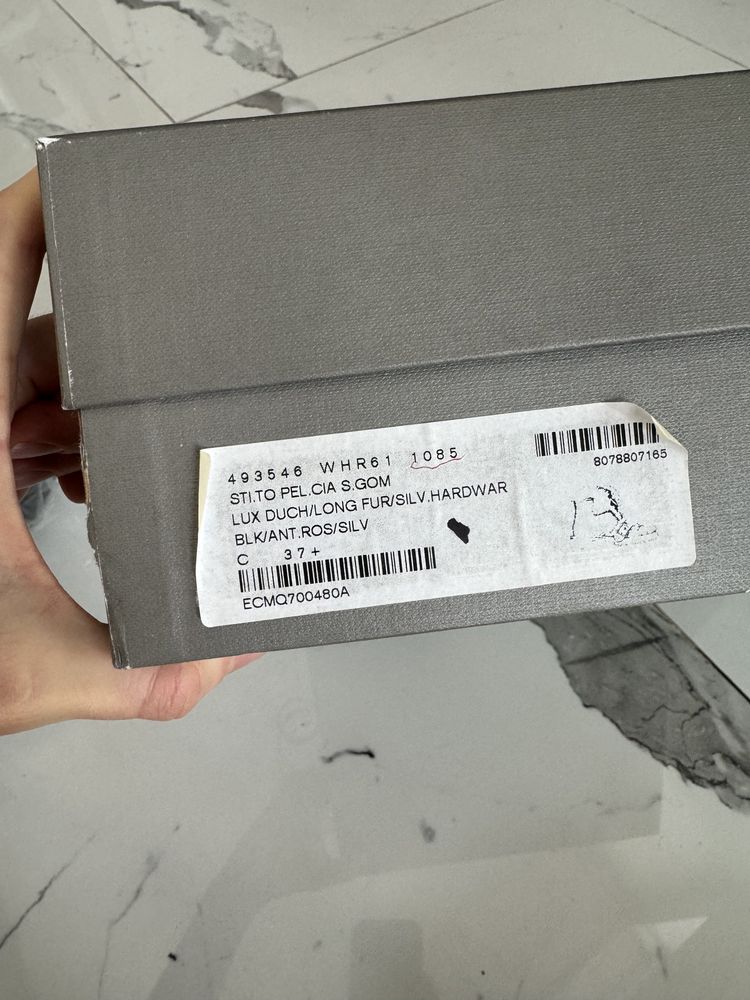 493546 WHR61 1085
STI.TO PEL.CIA S.GOM
LUX DUCH/LONG FUR/SILV.HARDWAR
BLK/ANT.ROS/SILV
C 37+
ECMQ700480A
8078807165